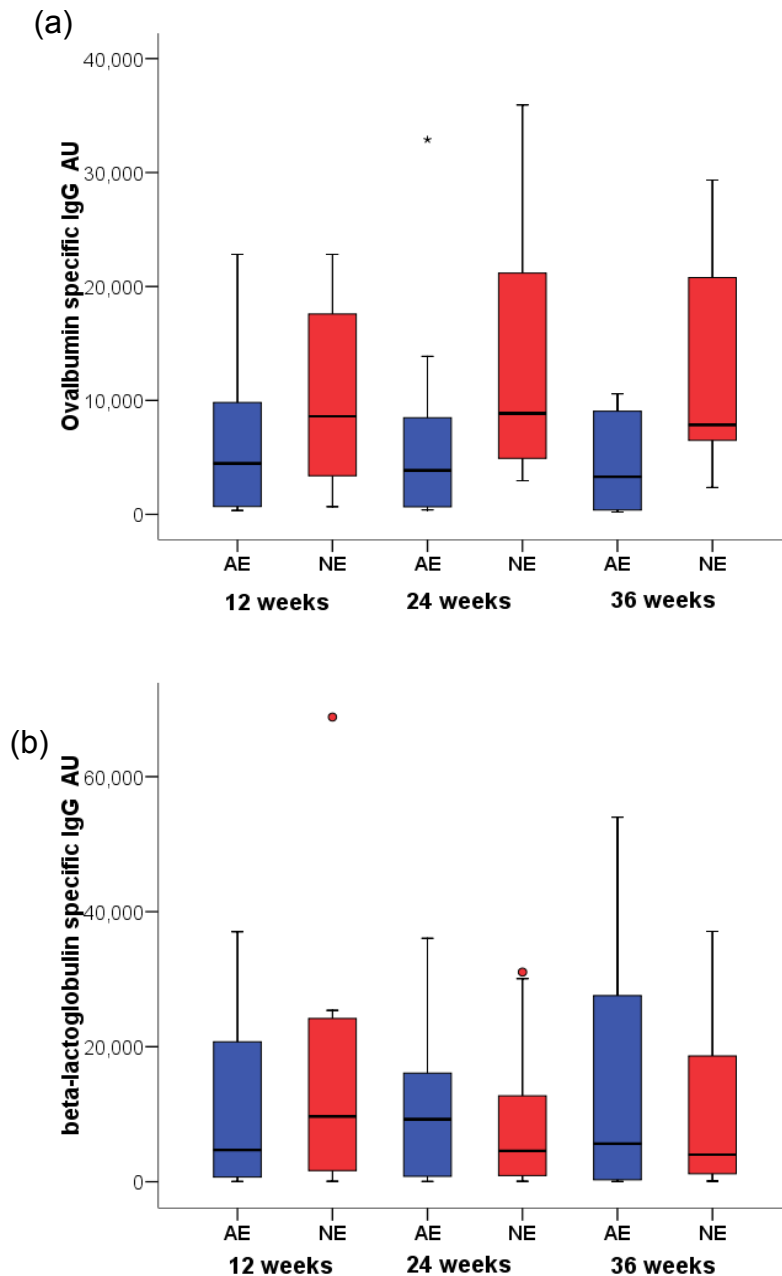 (a)
Ovalbumin specific IgG AU
40,000
30,000
20,000
10,000
0
AE NE AE NE AE NE
12 weeks 24 weeks 36 weeks
(b)
beta-lactoglobulin specific IgG AU
60,000
40,000
20,000
0
AE NE AE NE AE NE
12 weeks 24 weeks 36 weeks